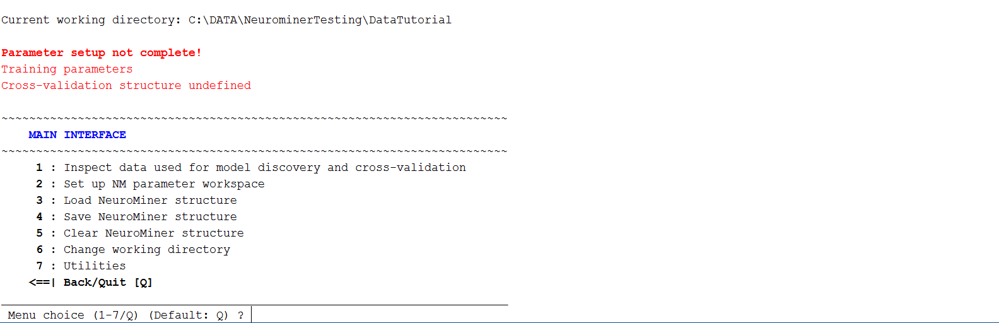 Current working directory: C:\DATA\NeurominerTesting\DataTutorial
Parameter setup not complete!
Training parameters
Cross-validation structure undefined
~~~~~~~~~~~~~~~~~~~~~~~~~~~~~~~~~~~~~~~~~~~~~~~~~~~~~~~~~~~~~~~~~~~~~~~~~
MAIN INTERFACE
~~~~~~~~~~~~~~~~~~~~~~~~~~~~~~~~~~~~~~~~~~~~~~~~~~~~~~~~~~~~~~~~~~~~~~~~~
1 : Inspect data used for model discovery and cross-validation
2 : Set up NM parameter workspace
3 : Load NeuroMiner structure
4 : Save NeuroMiner structure
5 : Clear NeuroMiner structure
6 : Change working directory
7 : Utilities
<==| Back/Quit [Q]
Menu choice (1-7/Q) (Default: Q) ?